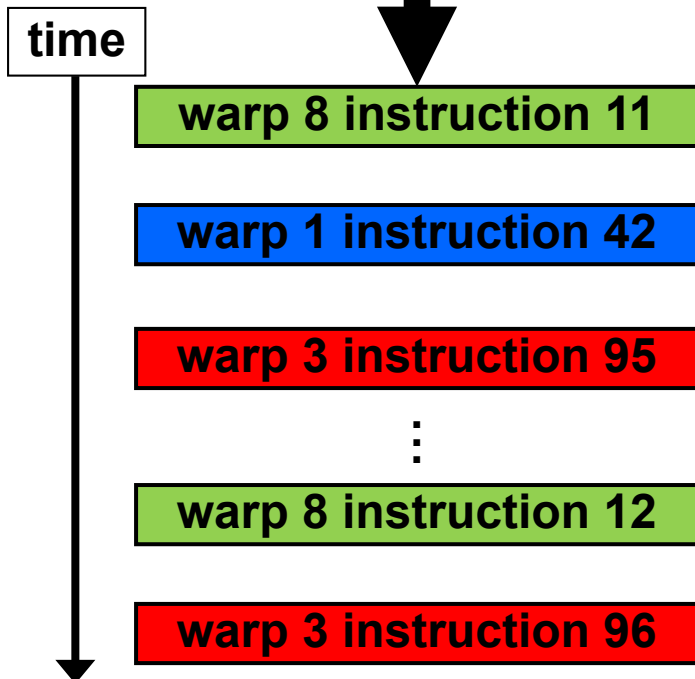 time
warp 8 instruction 11
warp 1 instruction 42
warp 3 instruction 95
⋮
warp 8 instruction 12
warp 3 instruction 96